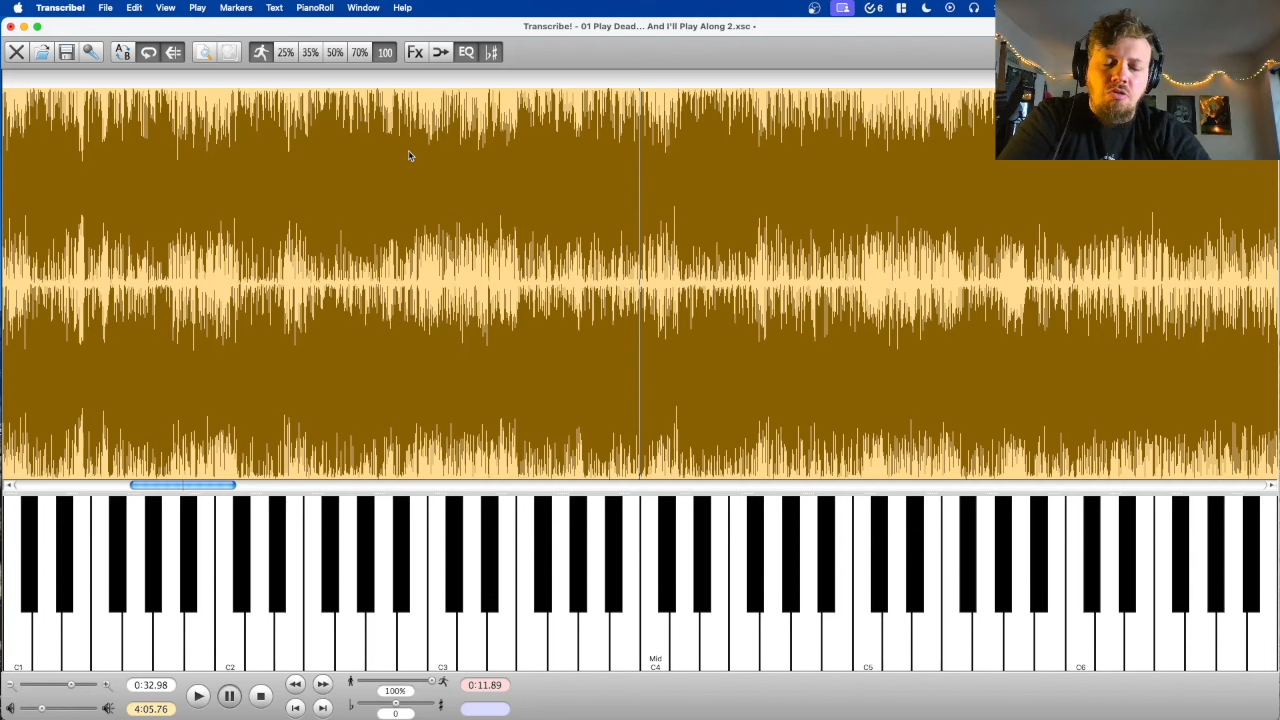 Transcribe! File Edit View Play Markers Text PianoRoll Window Help 6
Transcribe! - 01 Play Dead... And I'll Play Along 2.xsc •
A B 25% 35% 50% 70% 100 Fx EQ
Mid
C1 C2 C3 C4 C5 C6
0:32.98 100% 0:11.89
4:05.76 0